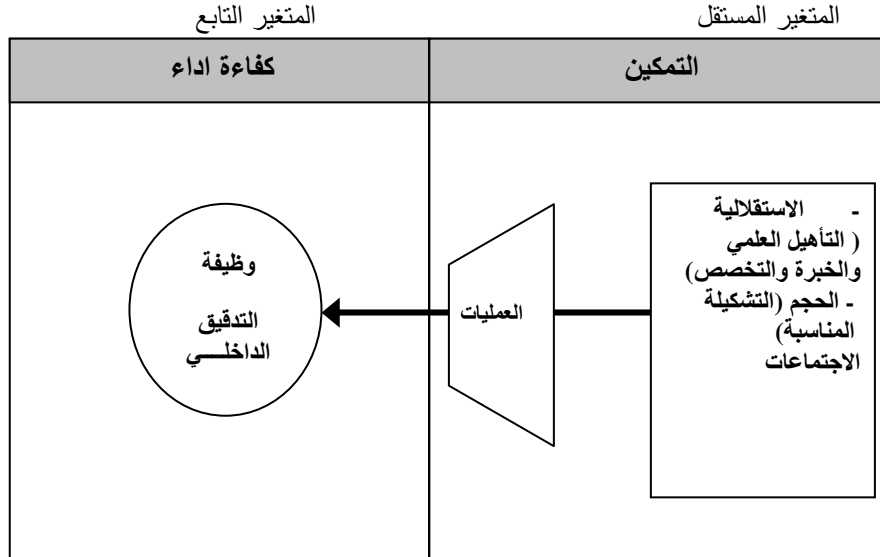 المتغير المستقل
المتغير التابع
التمكين
كفاءة اداء
- الاستقلالية
( التأهيل العلمي
والخبرة والتخصص)
- الحجم (التشكيلة
المناسبة)
الاجتماعات
العمليات
وظيفة
التدقيق
الداخلـــــي